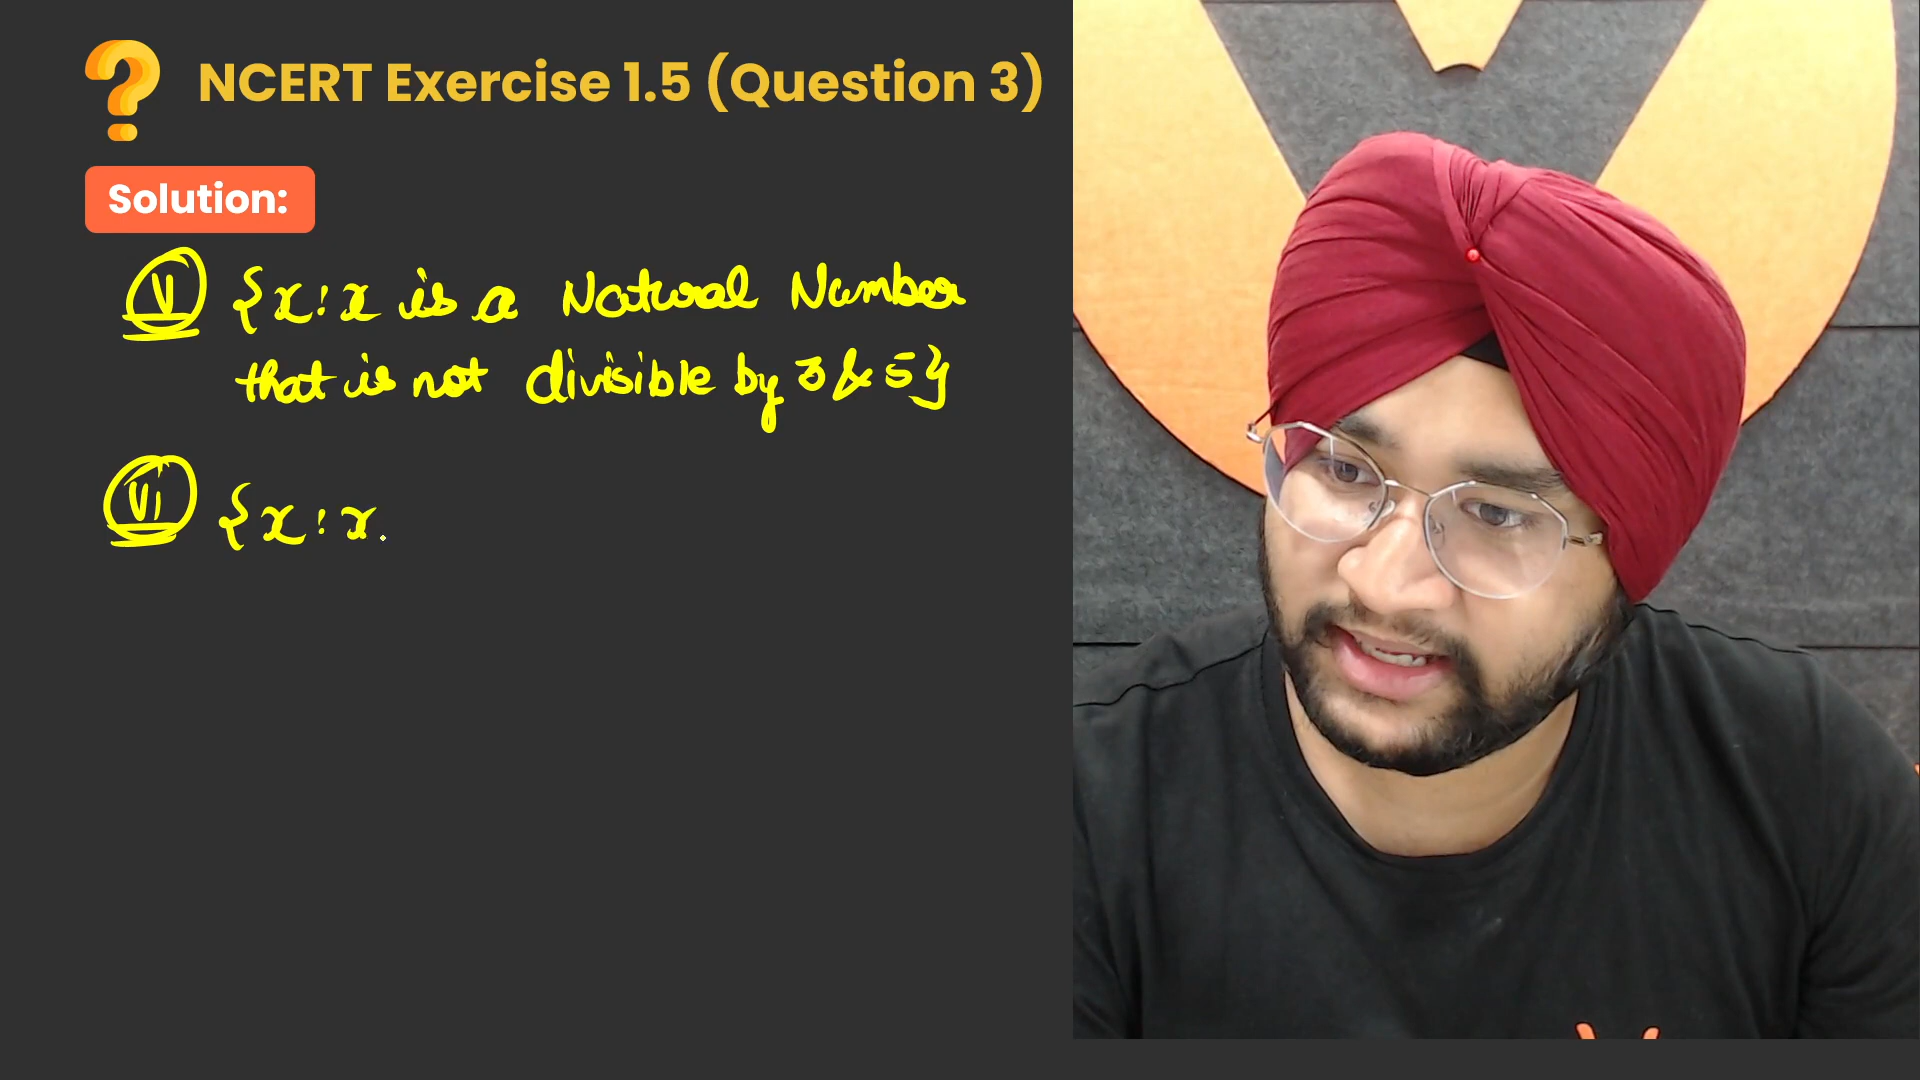 NCERT Exercise 1.5 (Question 3)
Solution:
V {x : x is a Natural Number
that is not divisible by 3 & 5}
VI {x : x